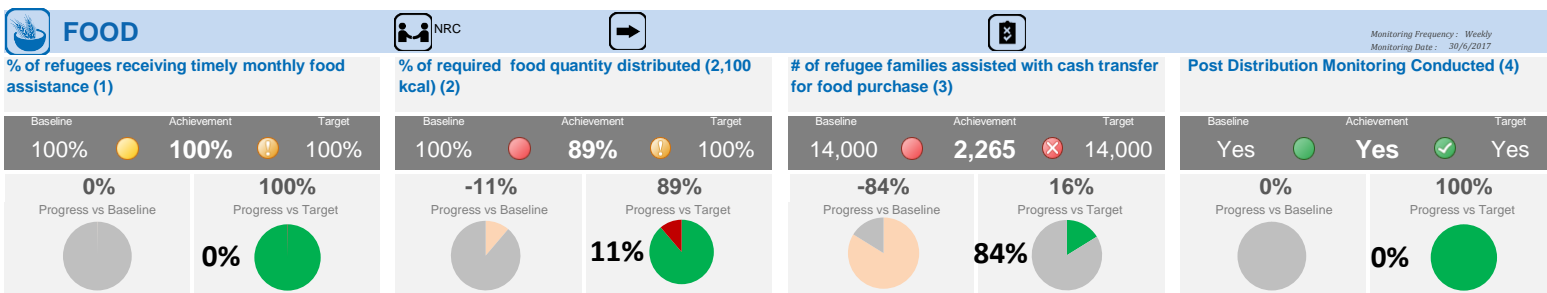 FOOD
NRC
Monitoring Frequency : Weekly
Monitoring Date : 30/6/2017
% of refugees receiving timely monthly food
assistance (1)
Baseline Achievement Target
100% 100% 100%
0% 100%
Progress vs Baseline Progress vs Target
0%
% of required food quantity distributed (2,100
kcal) (2)
Baseline Achievement Target
100% 89% 100%
-11% 89%
Progress vs Baseline Progress vs Target
11%
# of refugee families assisted with cash transfer
for food purchase (3)
Baseline Achievement Target
14,000 2,265 14,000
-84% 16%
Progress vs Baseline Progress vs Target
84%
Post Distribution Monitoring Conducted (4)
Baseline Achievement Target
Yes Yes Yes
0% 100%
Progress vs Baseline Progress vs Target
0%